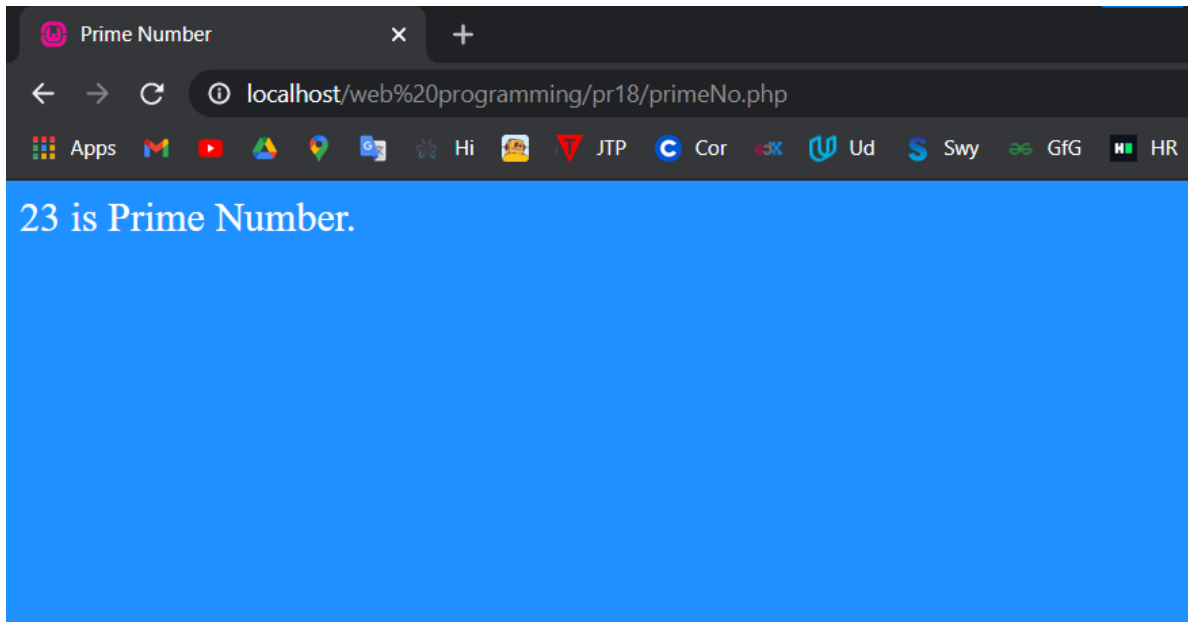 Prime Number
localhost/web%20programming/pr18/primeNo.php
Apps Hi JTP Cor Ud Swy GfG HR
23 is Prime Number.